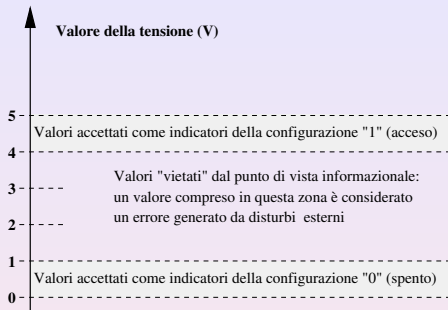 Valore della tensione (V)
5
Valori accettati come indicatori della configurazione "1" (acceso)
4
Valori "vietati" dal punto di vista informazionale:
3
un valore compreso in questa zona è considerato
un errore generato da disturbi esterni
2
1
Valori accettati come indicatori della configurazione "0" (spento)
0